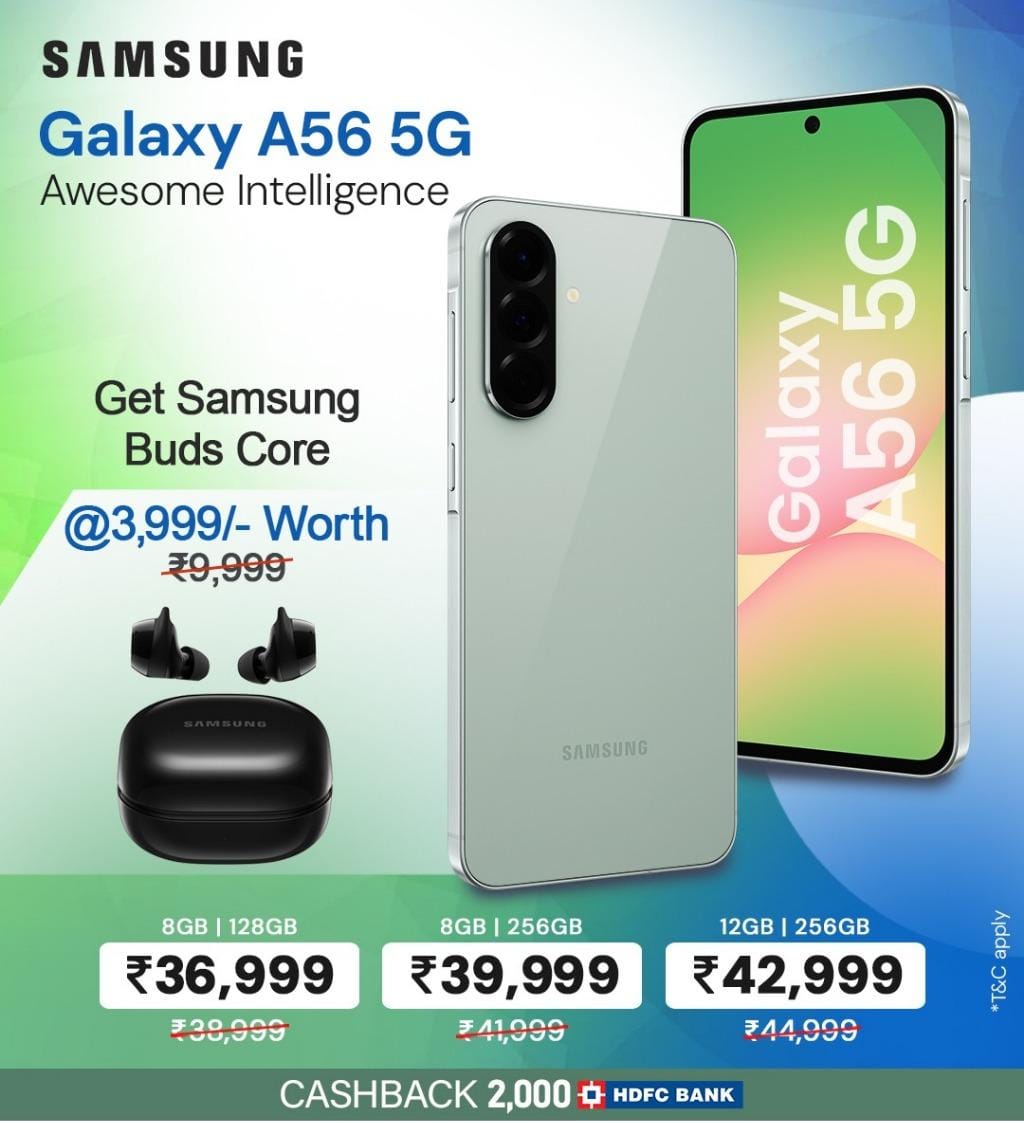 SAMSUNG
Galaxy A56 5G
Awesome Intelligence
Galaxy
A56 5G
Get Samsung
Buds Core
@3,999/- Worth
₹9,999
SAMSUNG
SAMSUNG
8GB | 128GB
₹36,999
₹38,999
8GB | 256GB
₹39,999
₹41,999
12GB | 256GB
₹42,999
₹44,999
*T&C apply
CASHBACK 2,000 HDFC BANK